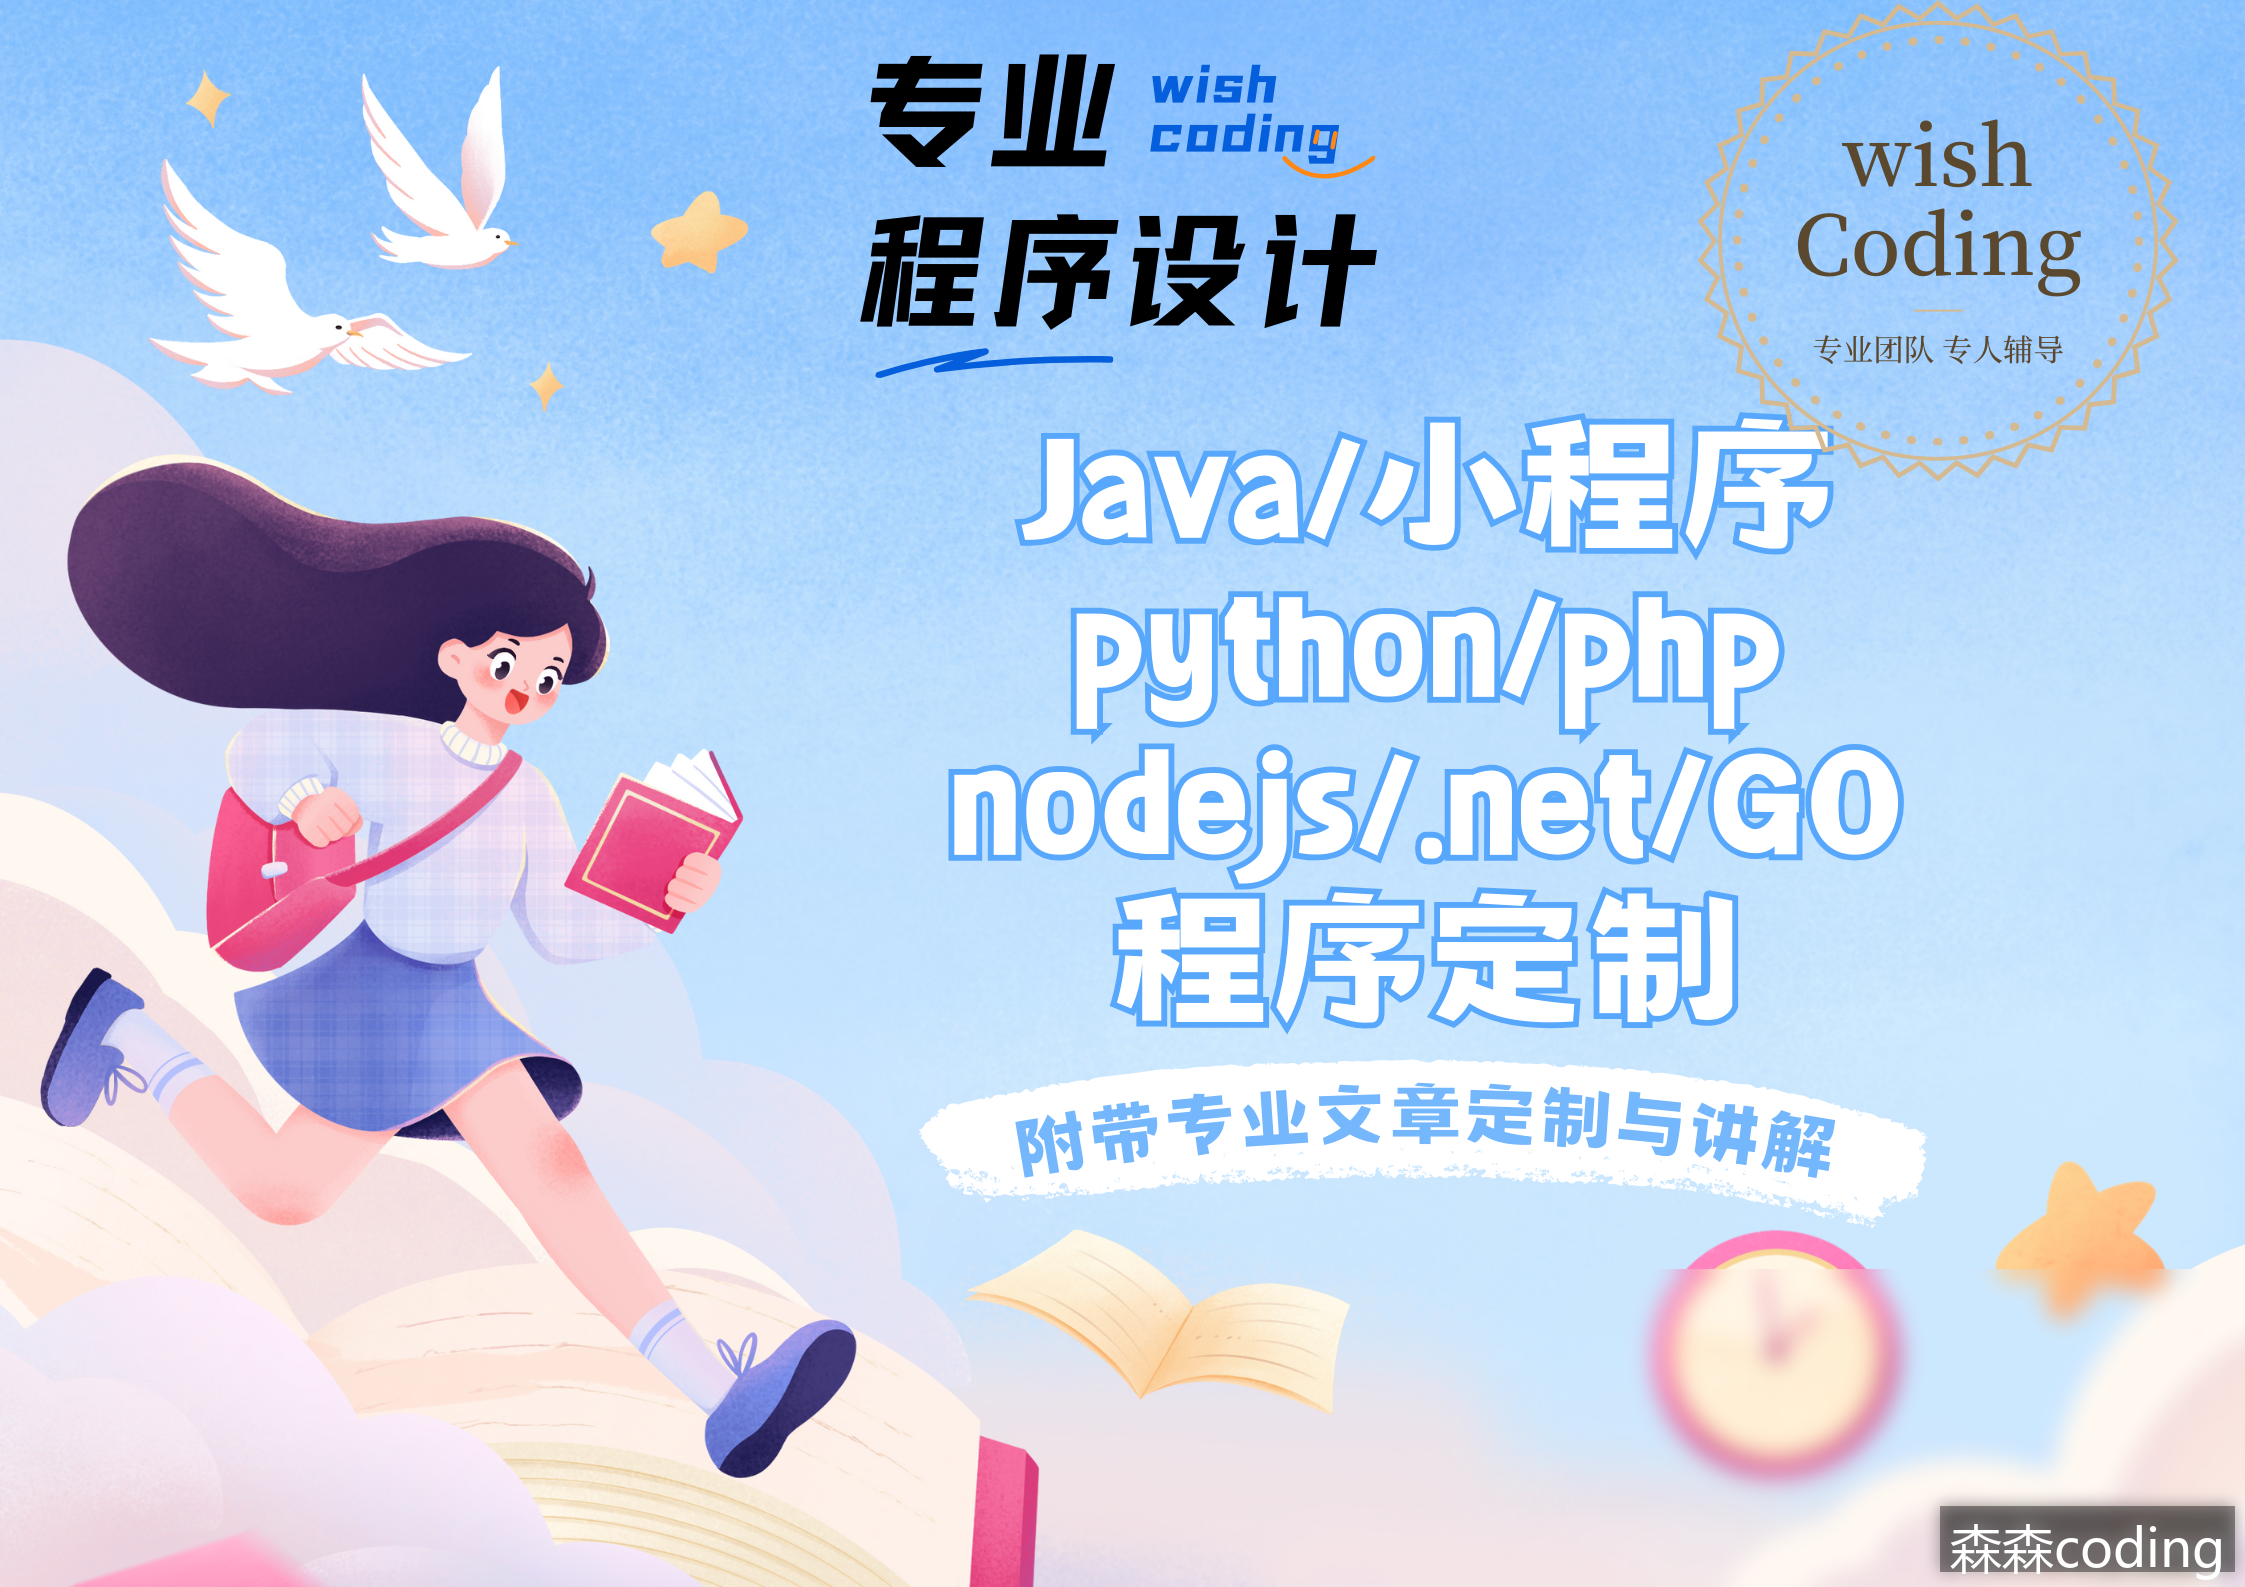 专业
wish
coding
程序设计
wish
Coding
专业团队 专人辅导
Java/小程序
python/php
nodejs/.net/GO
程序定制
附带专业文章定制与讲解
森森coding